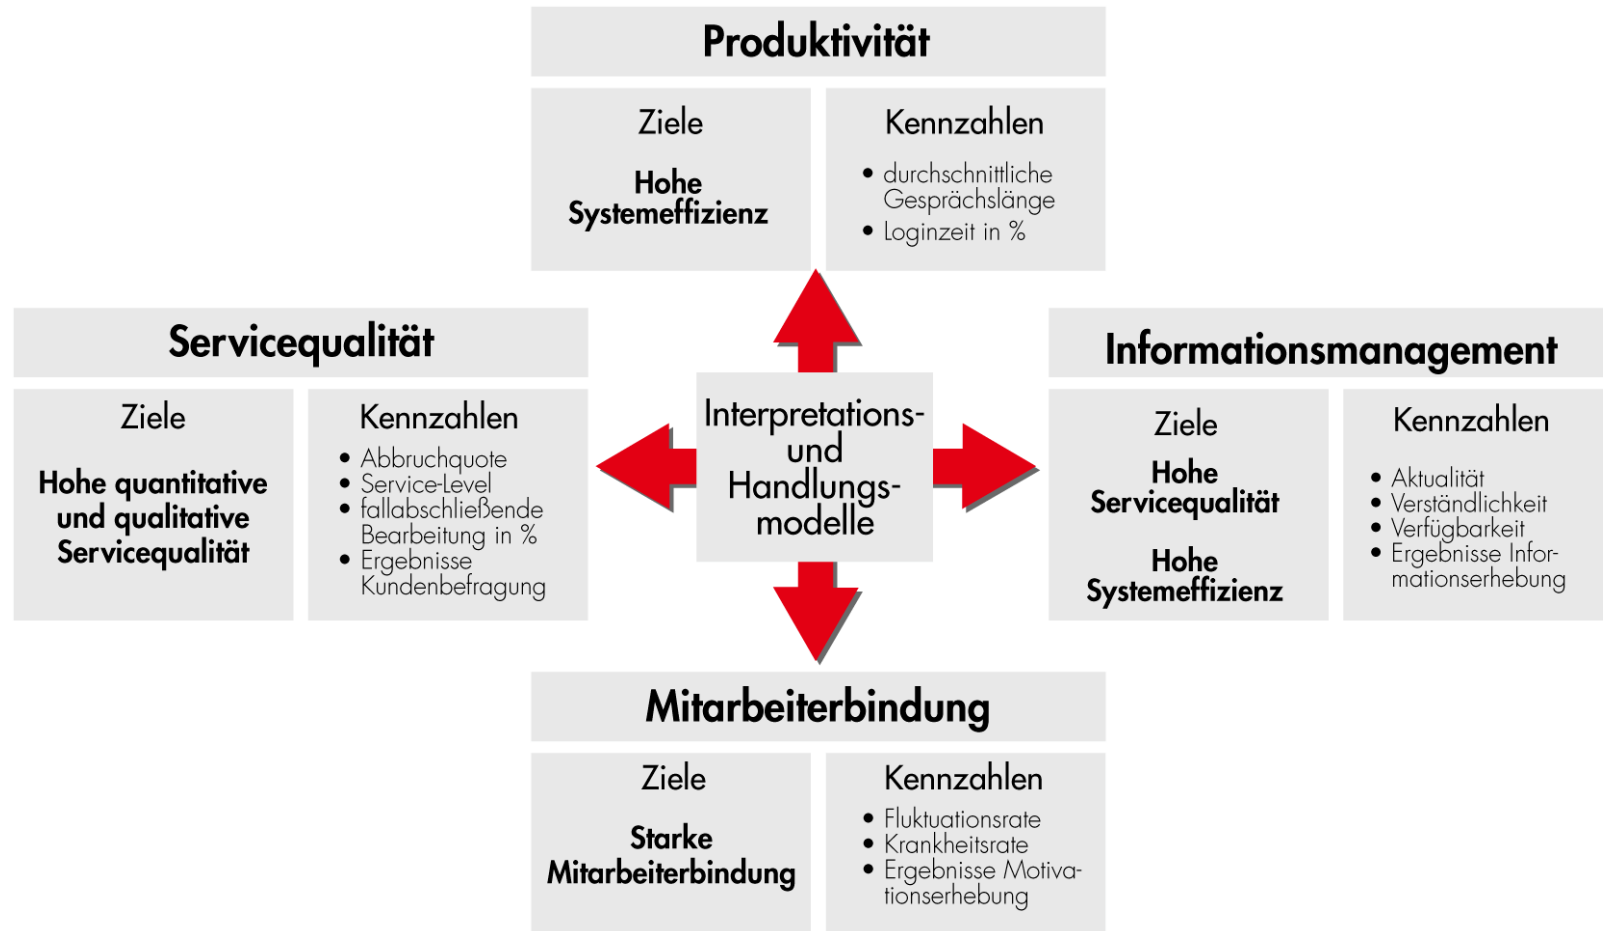 Produktivität
Ziele
Hohe
Systemeffizienz
Kennzahlen
• durchschnittliche
Gesprächslänge
• Loginzeit in %
Servicequalität
Ziele
Hohe quantitative
und qualitative
Servicequalität
Kennzahlen
• Abbruchquote
• Service-Level
• fallabschließende
Bearbeitung in %
• Ergebnisse
Kundenbefragung
Interpretations-
und
Handlungs-
modelle
Informationsmanagement
Ziele
Hohe
Servicequalität
Hohe
Systemeffizienz
Kennzahlen
• Aktualität
• Verständlichkeit
• Verfügbarkeit
• Ergebnisse Infor-
mationserhebung
Mitarbeiterbindung
Ziele
Starke
Mitarbeiterbindung
Kennzahlen
• Fluktuationsrate
• Krankheitsrate
• Ergebnisse Motiva-
tionserhebung